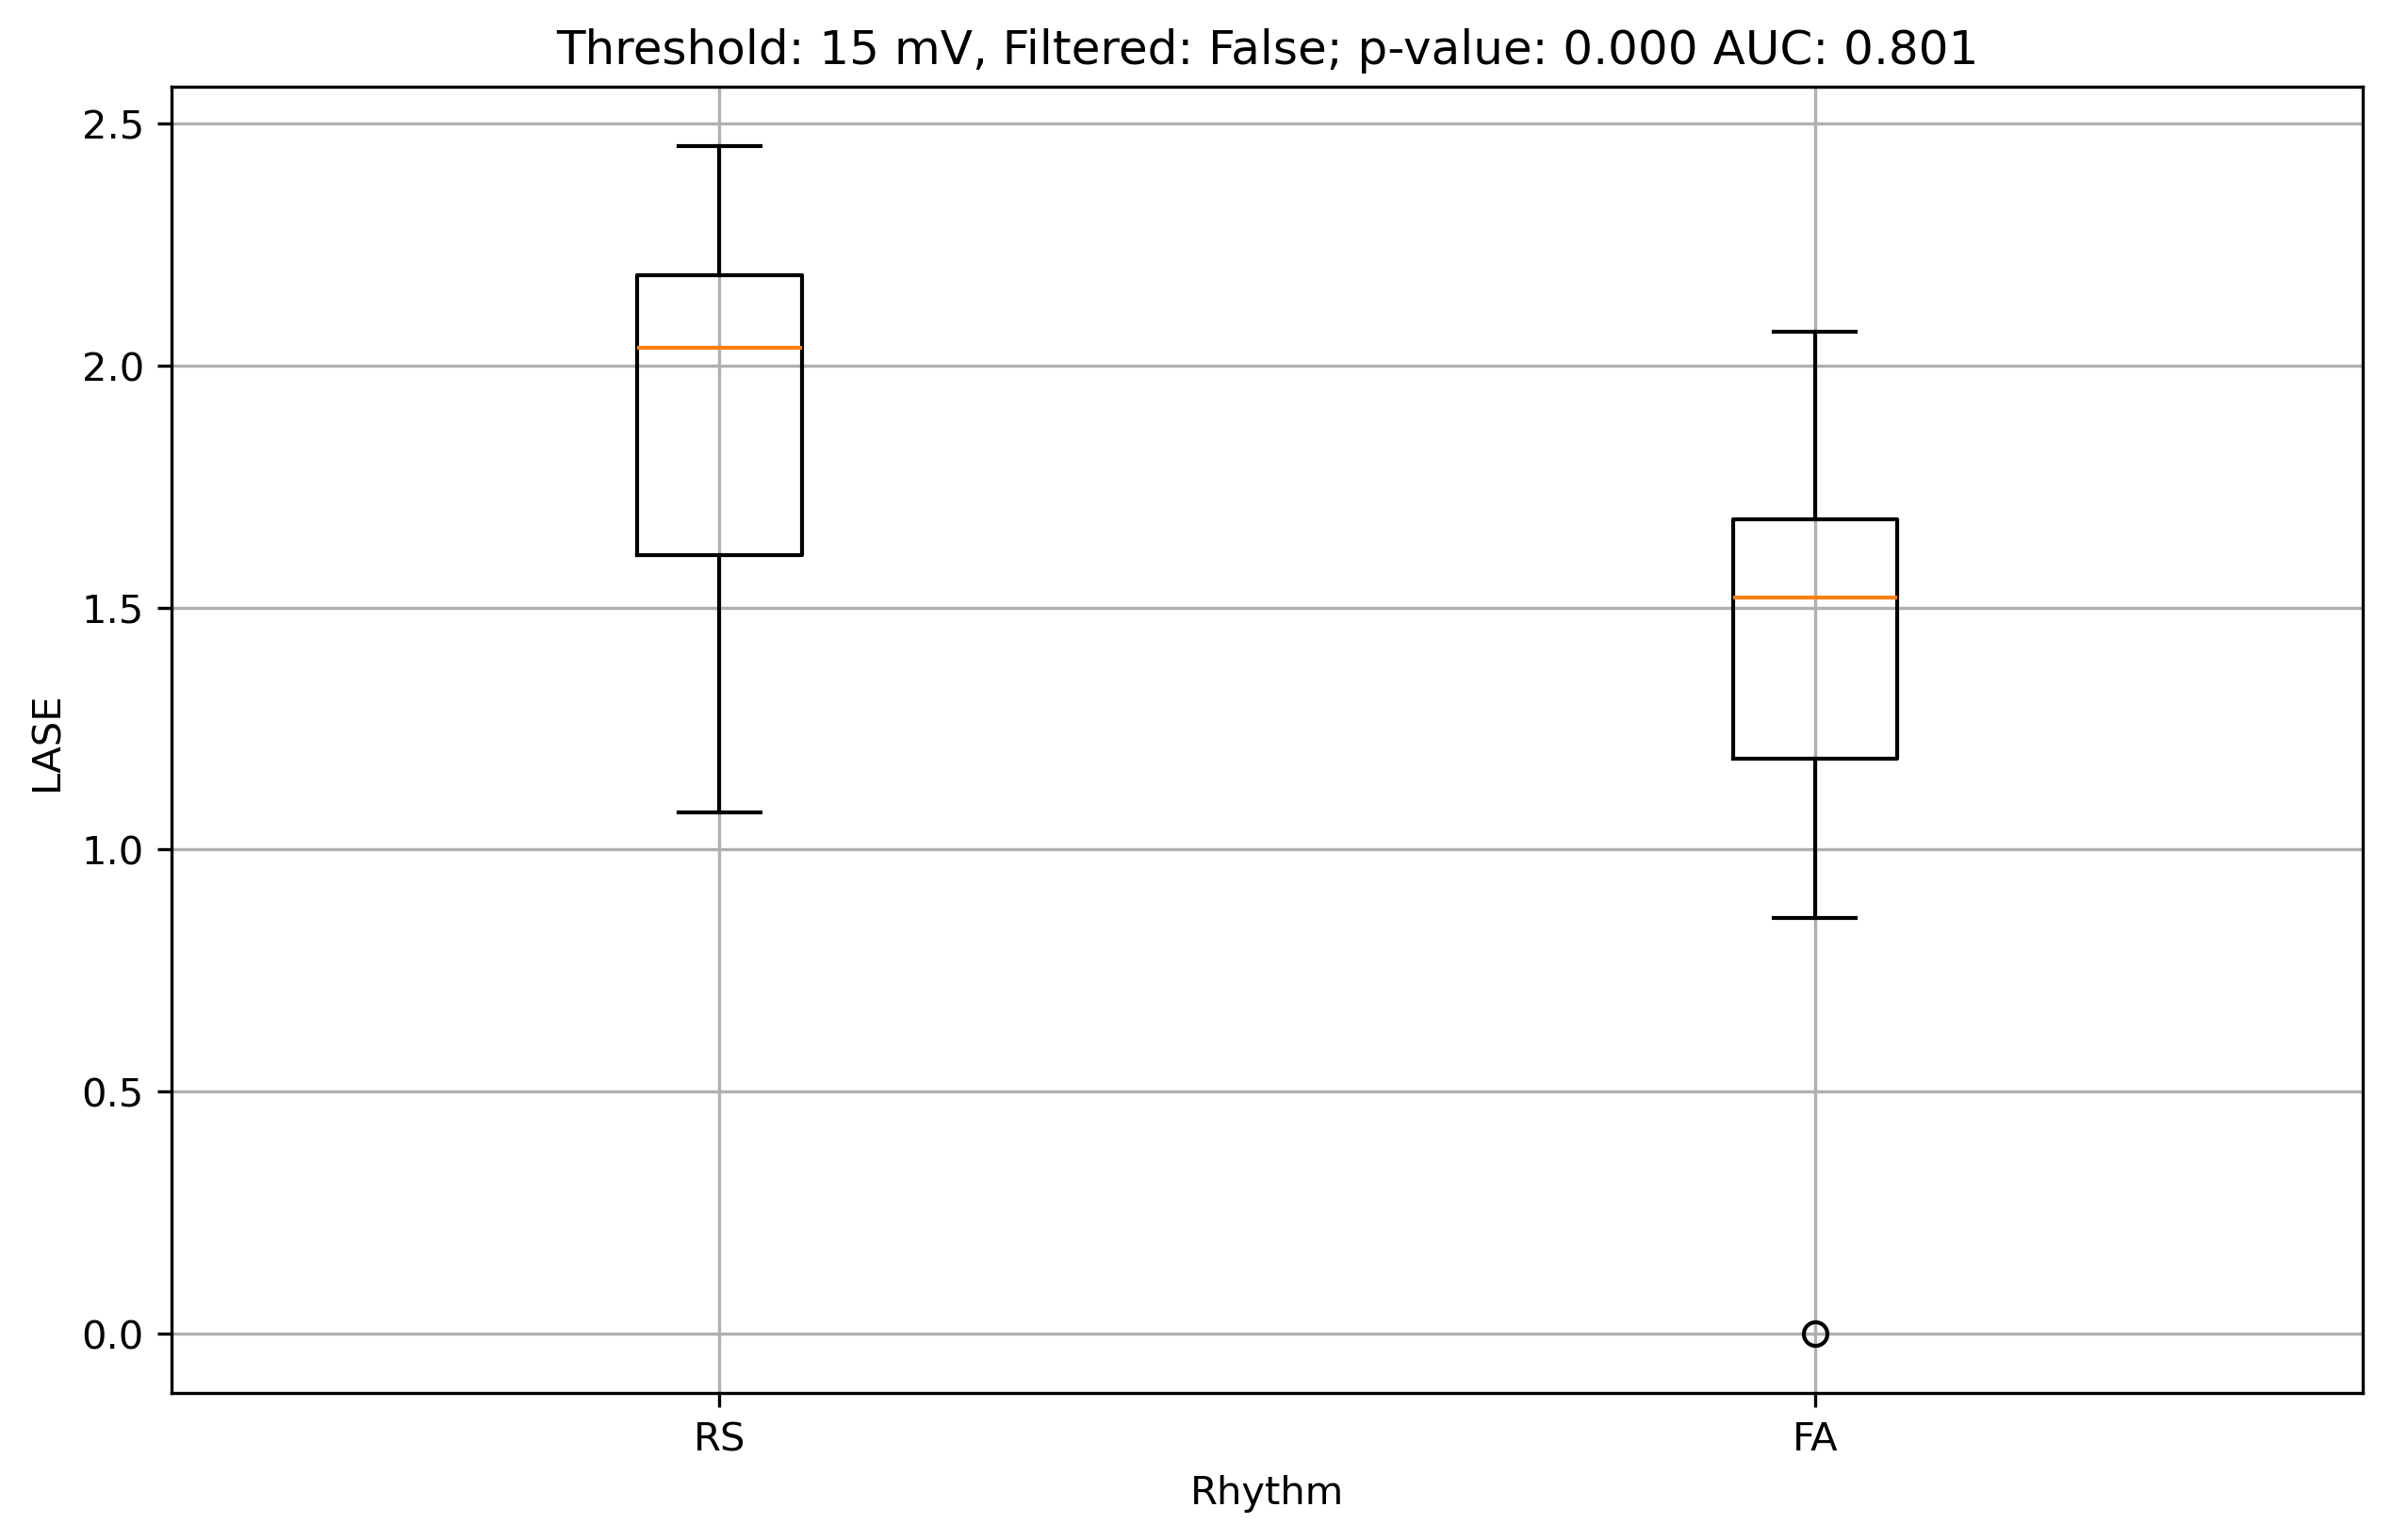 Threshold: 15 mV, Filtered: False; p-value: 0.000 AUC: 0.801
2.5
2.0
1.5
1.0
0.5
0.0
LASE
RS
FA
Rhythm